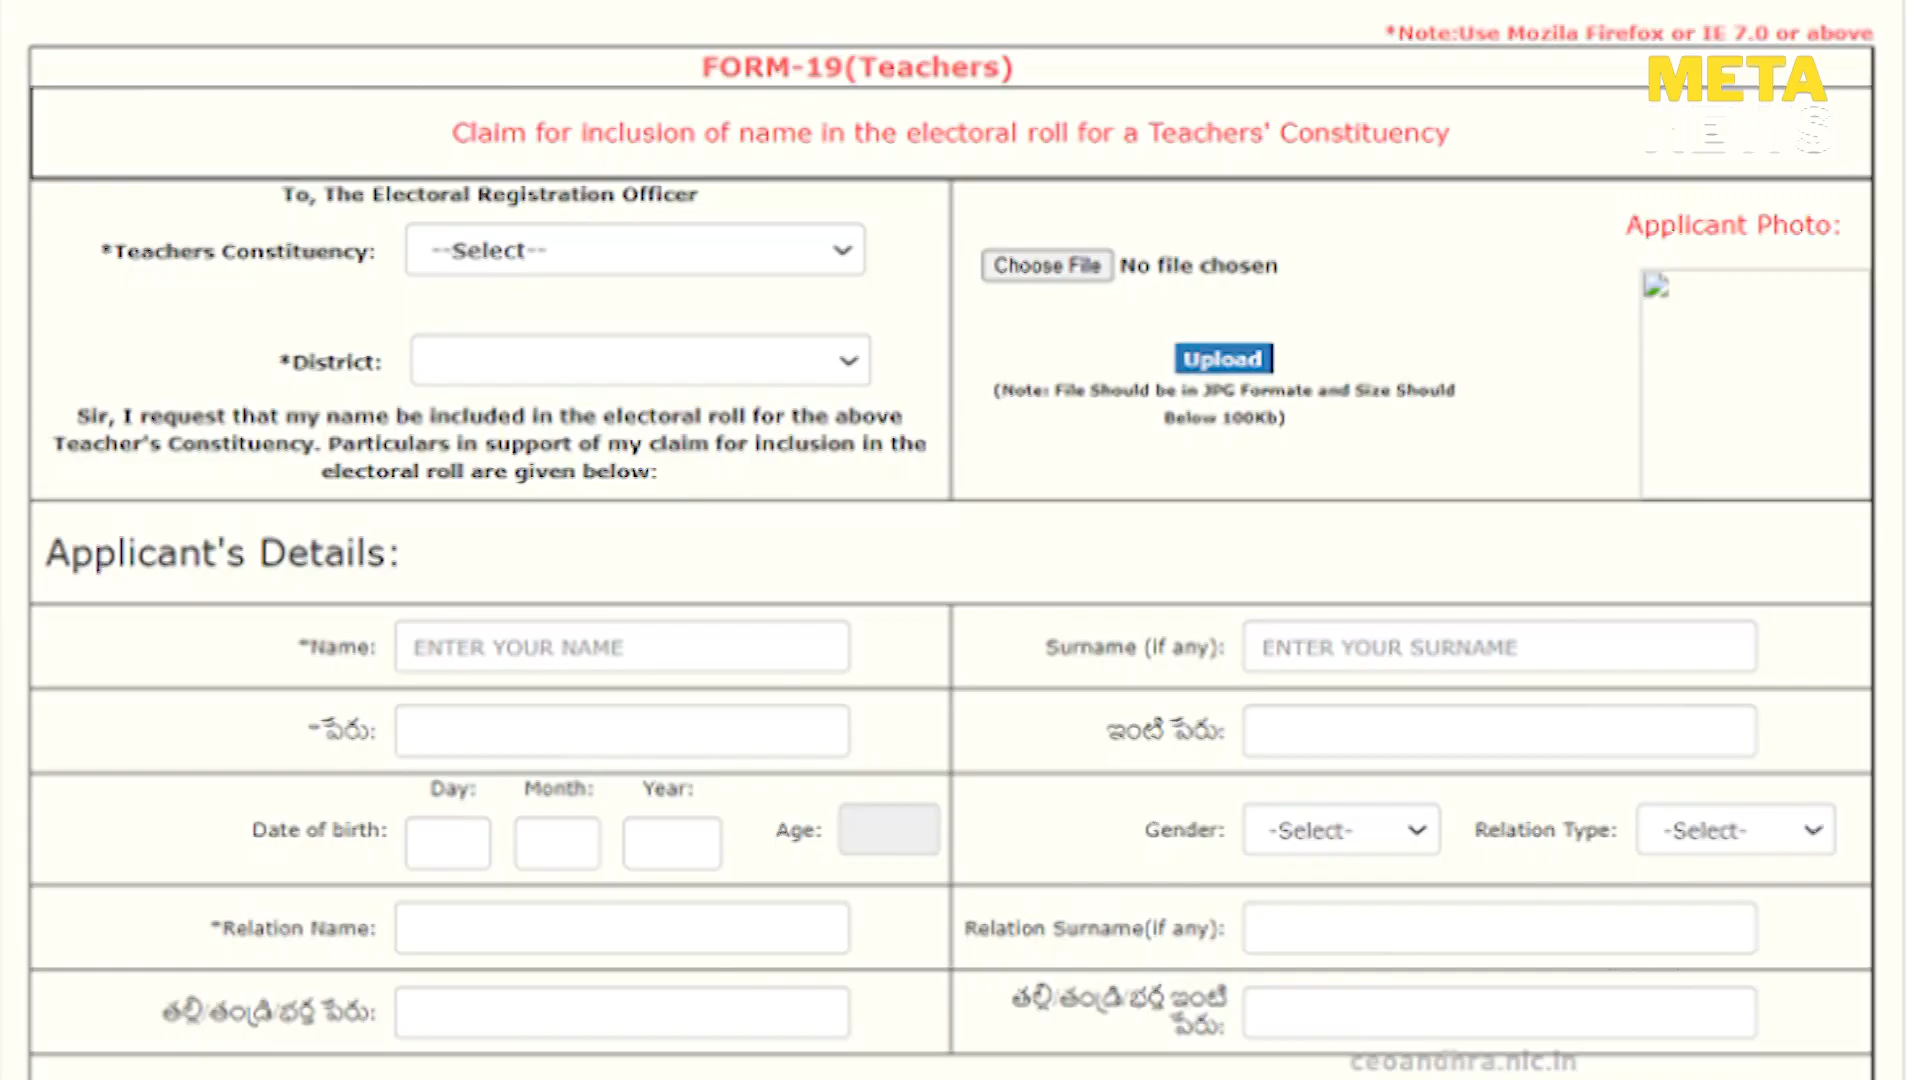 *Note:Use Mozila Firefox or IE 7.0 or above
FORM-19(Teachers)
META
NEWS
Claim for inclusion of name in the electoral roll for a Teachers' Constituency
To, The Electoral Registration Officer
*Teachers Constituency: --Select--
*District:
Sir, I request that my name be included in the electoral roll for the above
Teacher's Constituency. Particulars in support of my claim for inclusion in the
electoral roll are given below:
Applicant Photo:
Choose File No file chosen
Upload
(Note: File Should be in JPG Formate and Size Should
Below 100Kb)
Applicant's Details:
*Name: ENTER YOUR NAME
Surname (if any): ENTER YOUR SURNAME
*పేరు:
ఇంటి పేరు:
Day: Month: Year:
Date of birth: Age:
Gender: -Select- Relation Type: -Select-
*Relation Name:
Relation Surname(if any):
తల్లి/తండ్రి/భర్త పేరు:
తల్లి/తండ్రి/భర్త ఇంటి
పేరు:
ceoandhra.nic.in